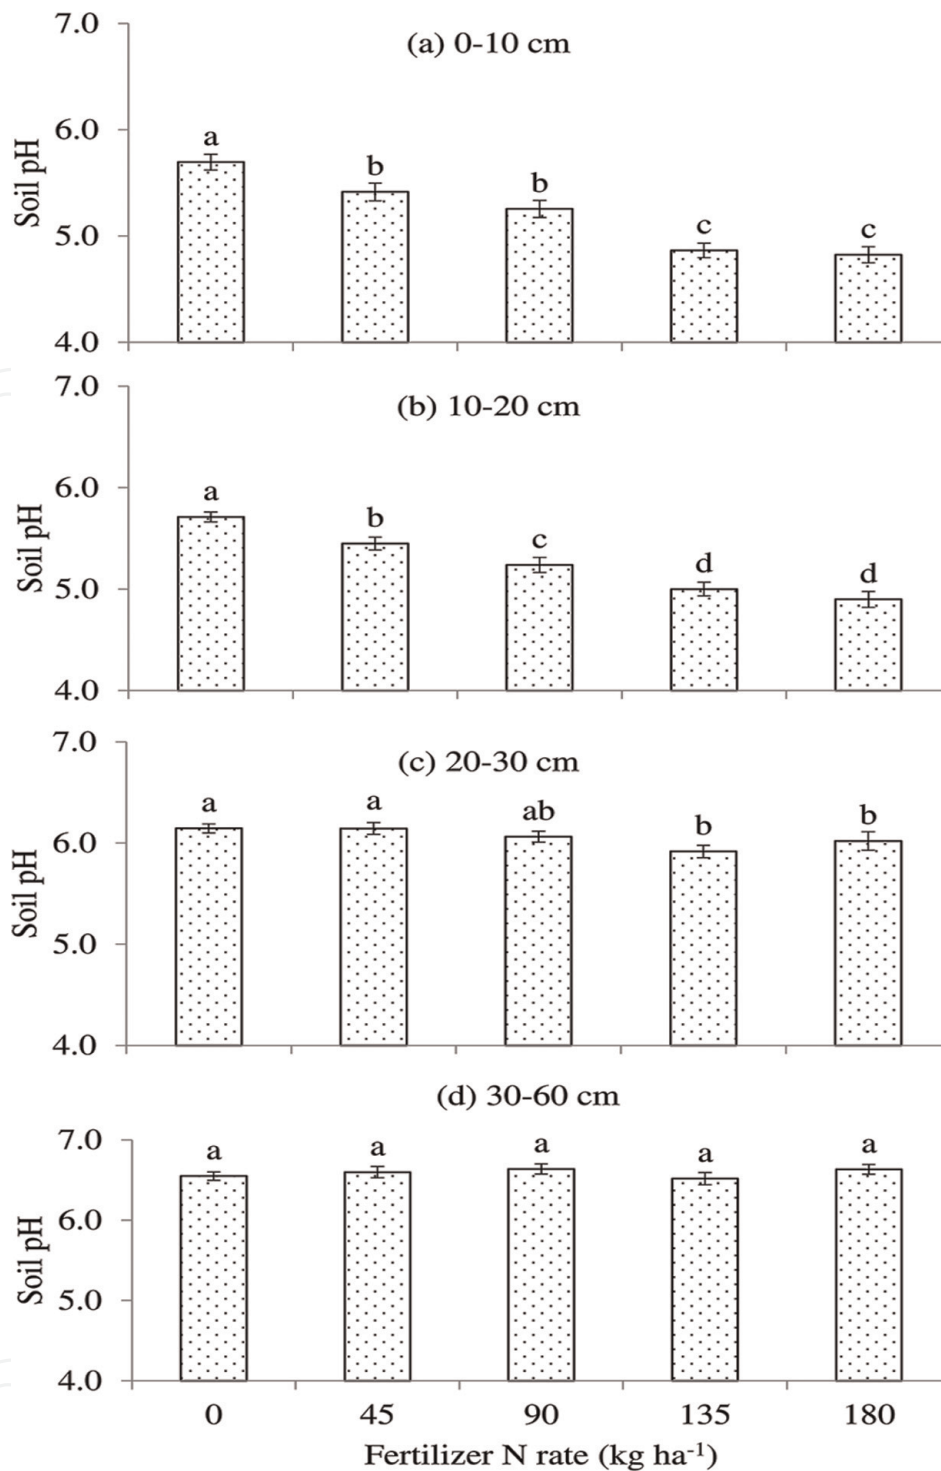 (a) 0-10 cm
Soil pH
7.0
6.0
5.0
4.0
a
b
b
c
c
(b) 10-20 cm
Soil pH
7.0
6.0
5.0
4.0
a
b
c
d
d
(c) 20-30 cm
Soil pH
7.0
6.0
5.0
4.0
a
a
ab
b
b
(d) 30-60 cm
Soil pH
7.0
6.0
5.0
4.0
a
a
a
a
a
0 45 90 135 180
Fertilizer N rate (kg ha⁻¹)